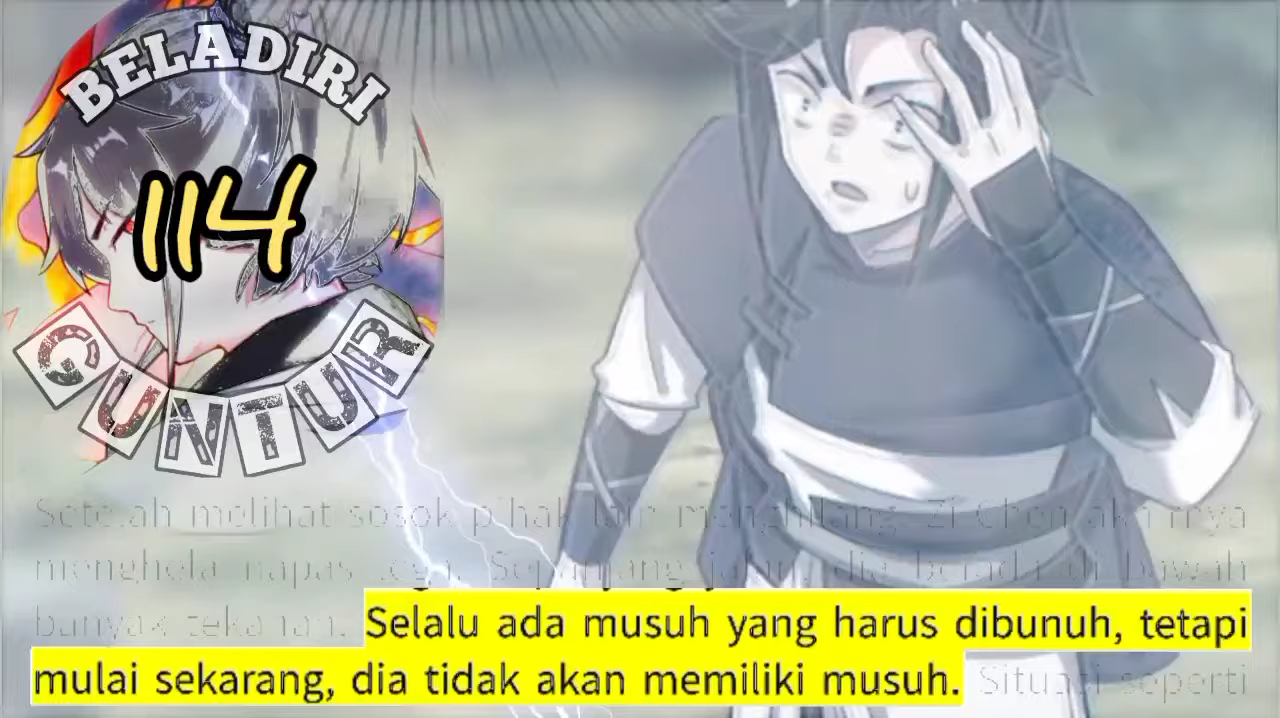 BELADIRI
114
GUNTUR
Setelah melihat sosok pihak lain menghilang, Zi Chen akhirnya
menghela napas lega. Sepanjang jalan, dia berada di bawah
banyak tekanan. Selalu ada musuh yang harus dibunuh, tetapi
mulai sekarang, dia tidak akan memiliki musuh. Situasi seperti